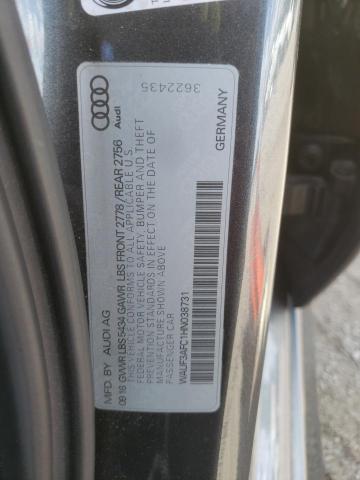 MFD. BY AUDI AG
09.16 GVWR LBS 5434 GAWR LBS FRONT 2778/REAR 2756
THIS VEHICLE CONFORMS TO ALL APPLICABLE U.S.
FEDERAL MOTOR VEHICLE SAFETY, BUMPER AND THEFT
PREVENTION STANDARDS IN EFFECT ON THE DATE OF
MANUFACTURE SHOWN ABOVE
PASSENGER CAR
WAUF3AFC1HN038731
Audi
3622435
GERMANY